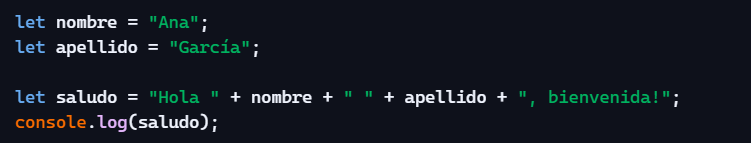 let nombre = "Ana";
let apellido = "García";
let saludo = "Hola " + nombre + " " + apellido + ", bienvenida!";
console.log(saludo);